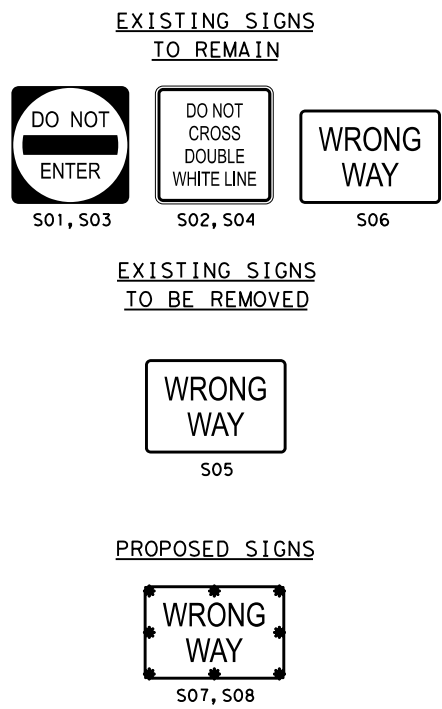 EXISTING SIGNS
TO REMAIN
DO NOT
ENTER
S01, S03
DO NOT
CROSS
DOUBLE
WHITE LINE
S02, S04
WRONG
WAY
S06
EXISTING SIGNS
TO BE REMOVED
WRONG
WAY
S05
PROPOSED SIGNS
WRONG
WAY
S07, S08